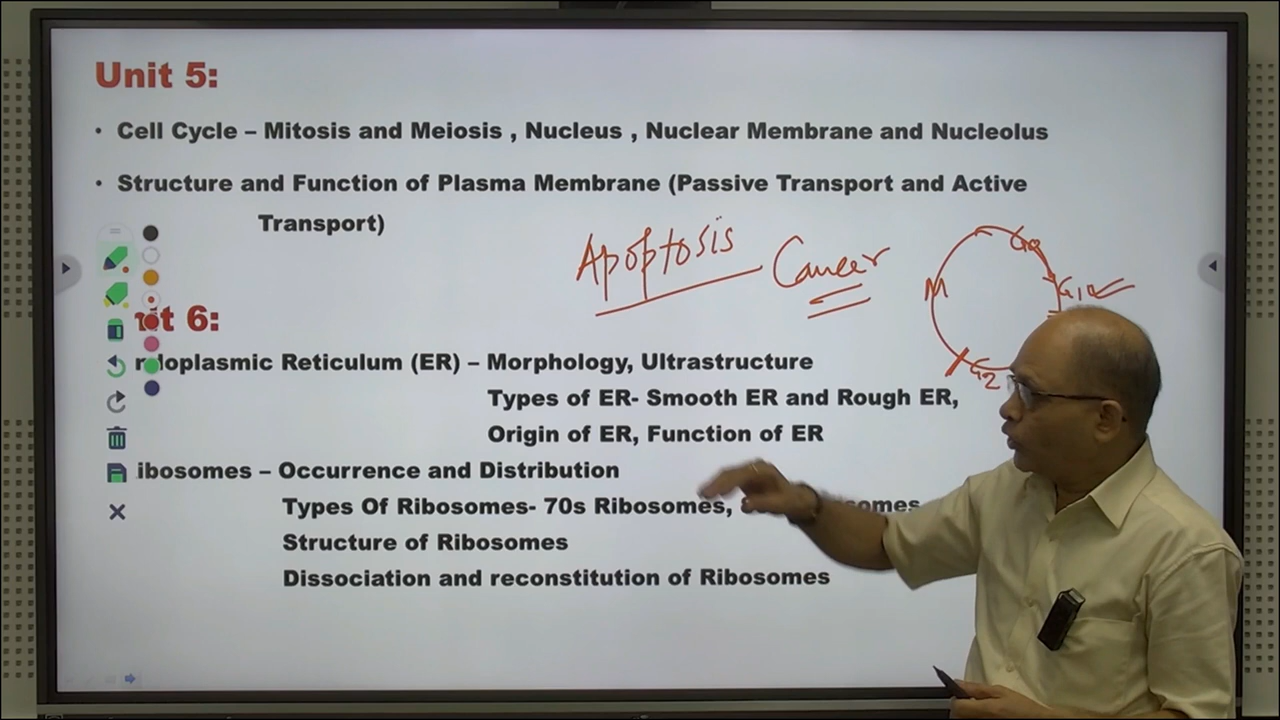 Unit 5:
• Cell Cycle – Mitosis and Meiosis , Nucleus , Nuclear Membrane and Nucleolus
• Structure and Function of Plasma Membrane (Passive Transport and Active
Transport)
Apoptosis Cancer
G0
M
G1
G2
it 6:
doplasmic Reticulum (ER) – Morphology, Ultrastructure
Types of ER- Smooth ER and Rough ER,
Origin of ER, Function of ER
ibosomes – Occurrence and Distribution
Types Of Ribosomes- 70s Ribosomes, somes
Structure of Ribosomes
Dissociation and reconstitution of Ribosomes